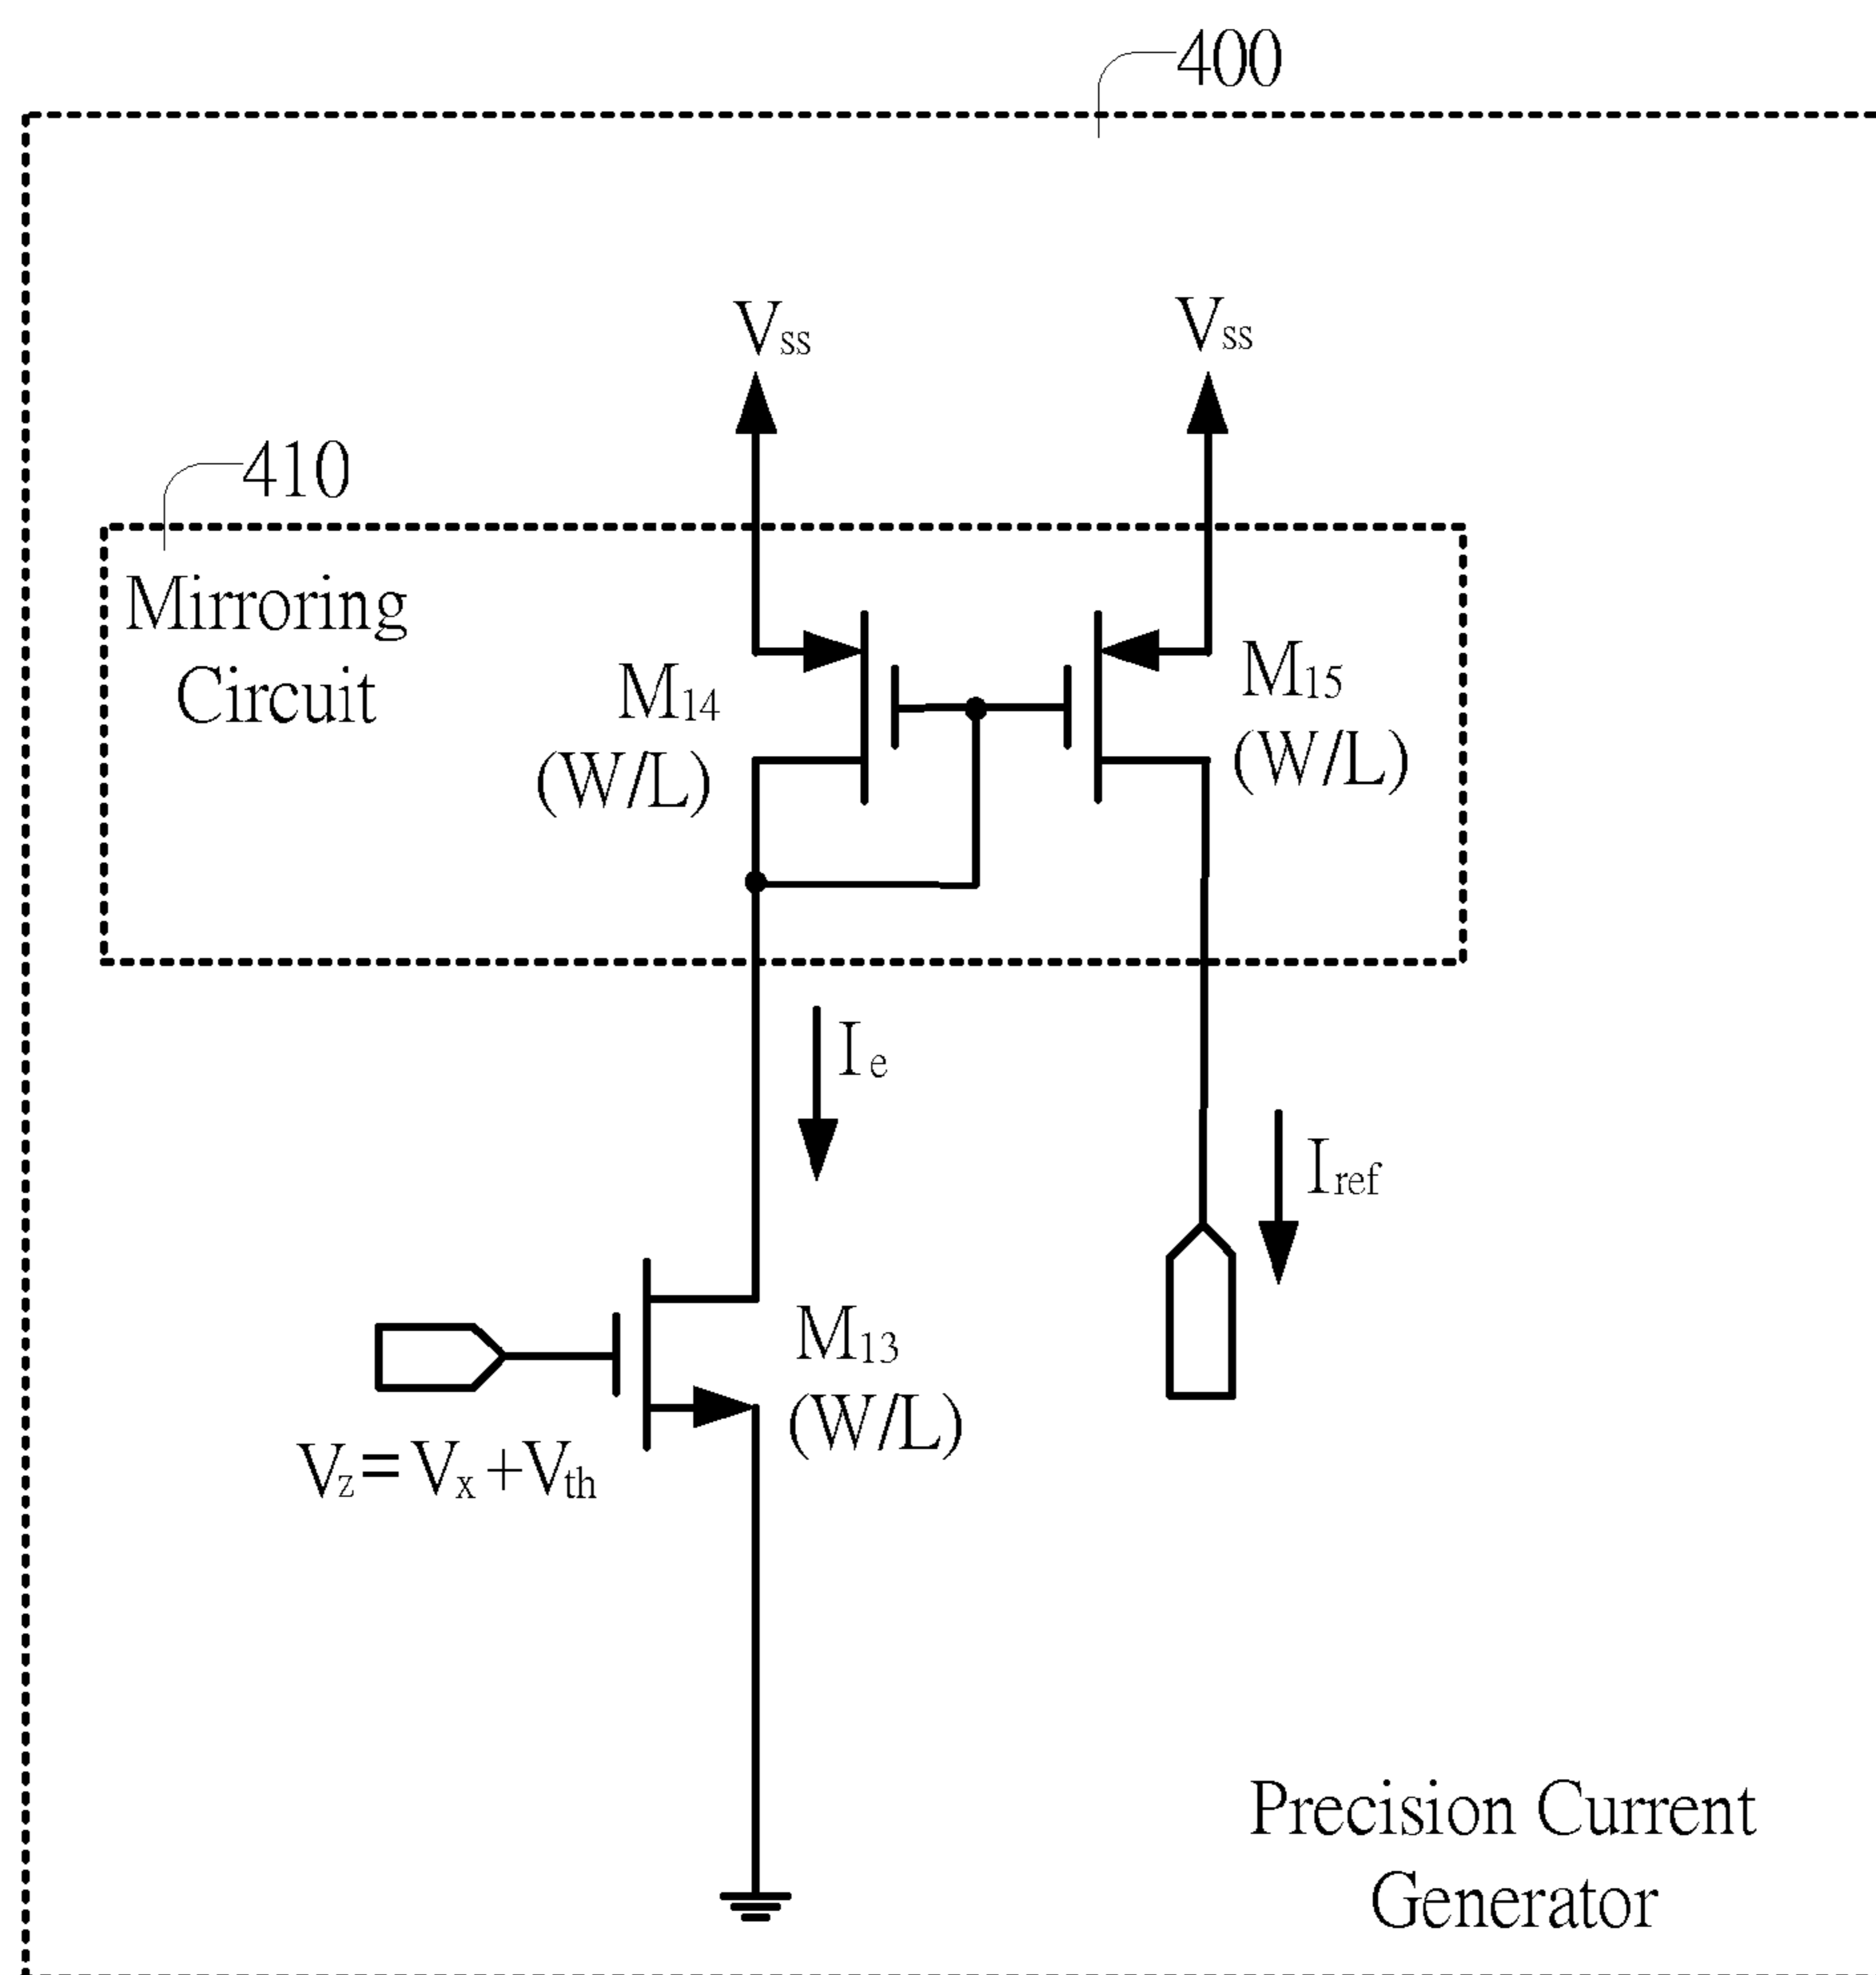 400
Vss
Vss
410
Mirroring
Circuit
M14
(W/L)
M15
(W/L)
Ie
Iref
M13
(W/L)
Vz=Vx+Vth
Precision Current
Generator